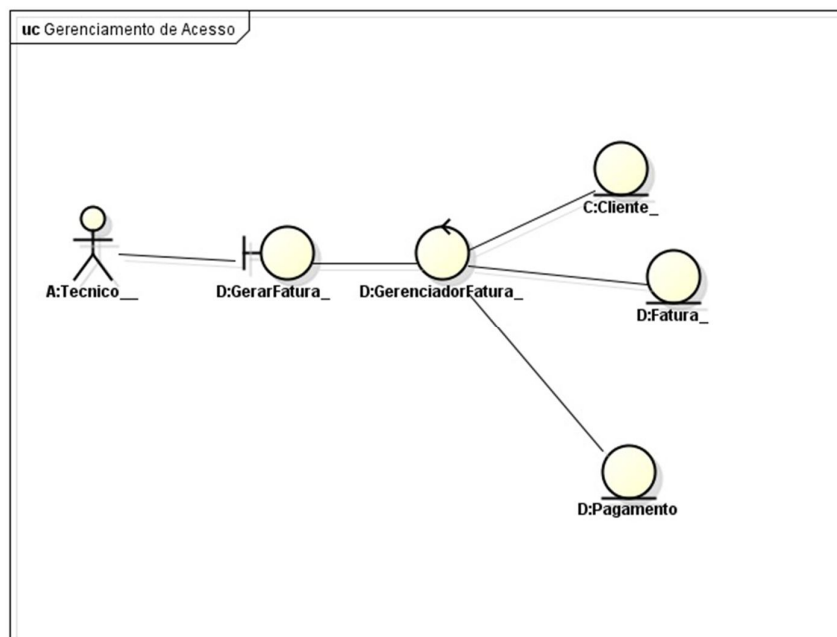 uc Gerenciamento de Acesso
C:Cliente_
A:Tecnico__
D:GerarFatura_
D:GerenciadorFatura_
D:Fatura_
D:Pagamento